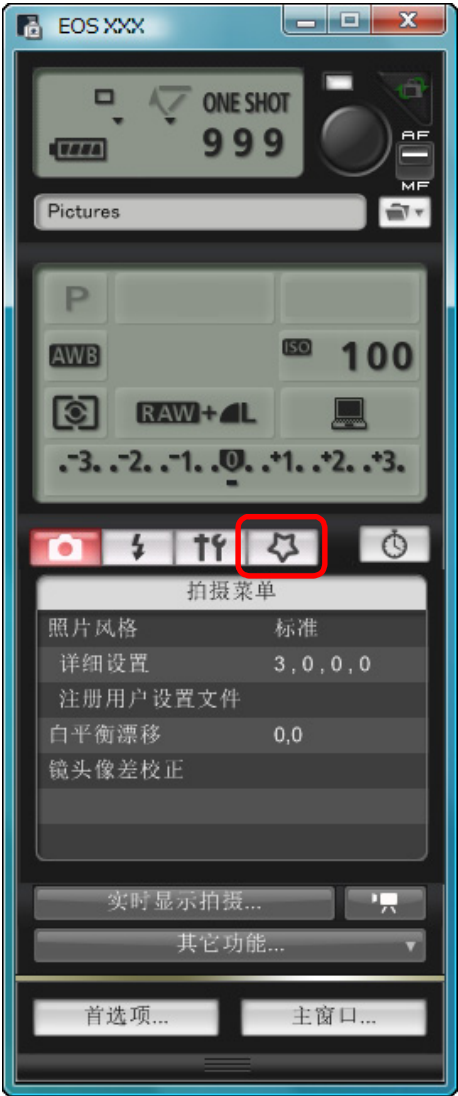 EOS XXX
ONE SHOT
999
AF
MF
Pictures
P
AWB
ISO 100
RAW+L
.-3. .-2. .-1. .0. .+1. .+2. .+3.
拍摄菜单
照片风格 标准
详细设置 3,0,0,0
注册用户设置文件
白平衡漂移 0,0
镜头像差校正
实时显示拍摄...
其它功能...
首选项... 主窗口...